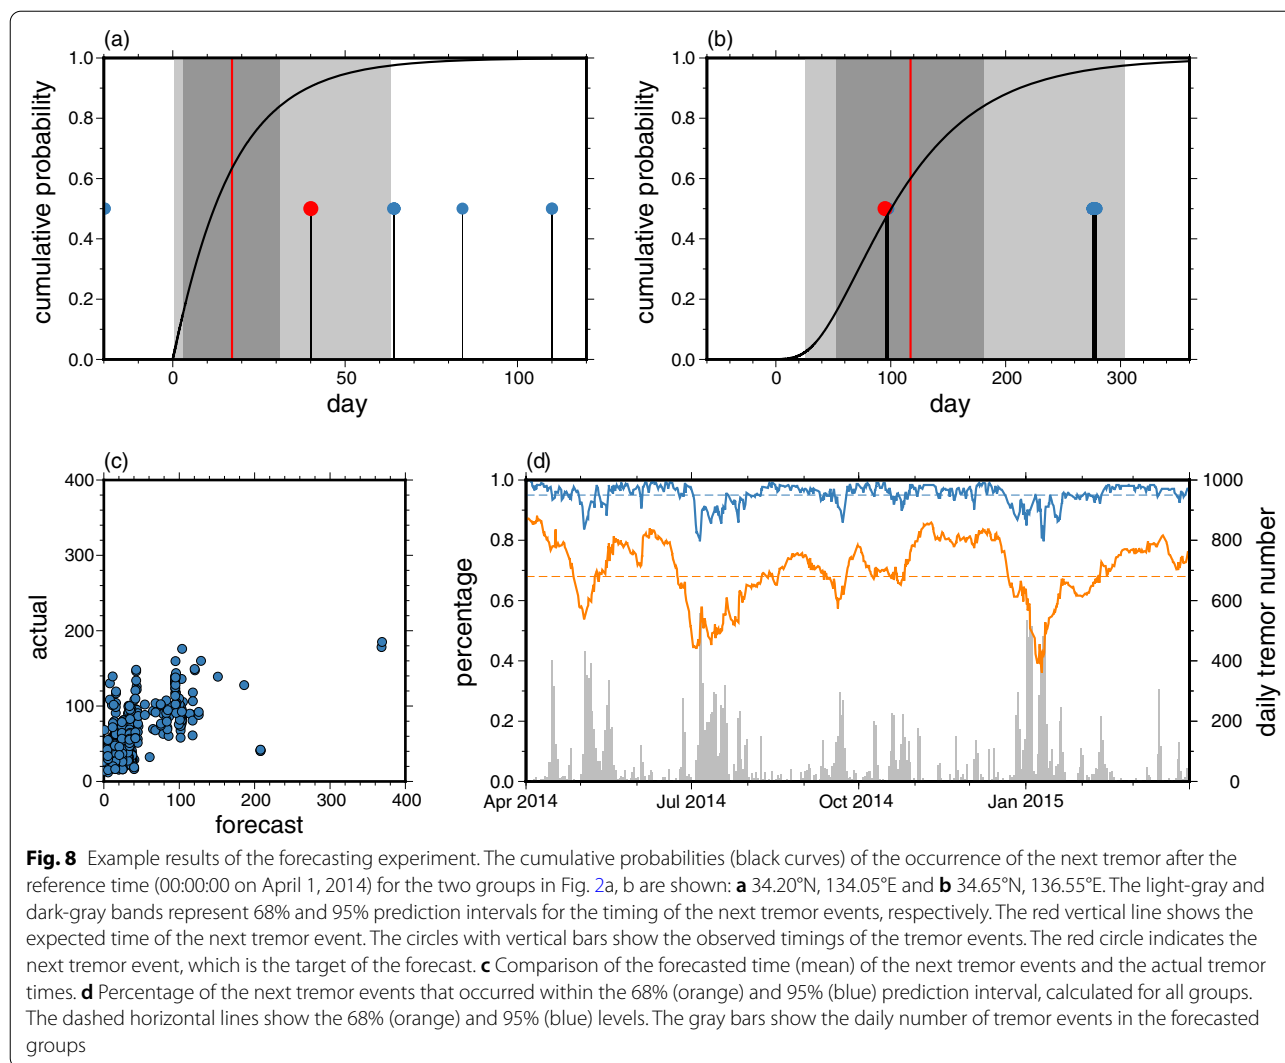 (a)
1.0
0.8
0.6
0.4
0.2
0.0
cumulative probability
0
50
100
day
(b)
1.0
0.8
0.6
0.4
0.2
0.0
cumulative probability
0
100
200
300
day
(c)
400
300
200
100
0
actual
0
100
200
300
400
forecast
(d)
1.0
0.8
0.6
0.4
0.2
0.0
percentage
1000
800
600
400
200
0
daily tremor number
Apr 2014
Jul 2014
Oct 2014
Jan 2015
Fig. 8 Example results of the forecasting experiment. The cumulative probabilities (black curves) of the occurrence of the next tremor after the
reference time (00:00:00 on April 1, 2014) for the two groups in Fig. 2a, b are shown: a 34.20°N, 134.05°E and b 34.65°N, 136.55°E. The light-gray and
dark-gray bands represent 68% and 95% prediction intervals for the timing of the next tremor events, respectively. The red vertical line shows the
expected time of the next tremor event. The circles with vertical bars show the observed timings of the tremor events. The red circle indicates the
next tremor event, which is the target of the forecast. c Comparison of the forecasted time (mean) of the next tremor events and the actual tremor
times. d Percentage of the next tremor events that occurred within the 68% (orange) and 95% (blue) prediction interval, calculated for all groups.
The dashed horizontal lines show the 68% (orange) and 95% (blue) levels. The gray bars show the daily number of tremor events in the forecasted
groups